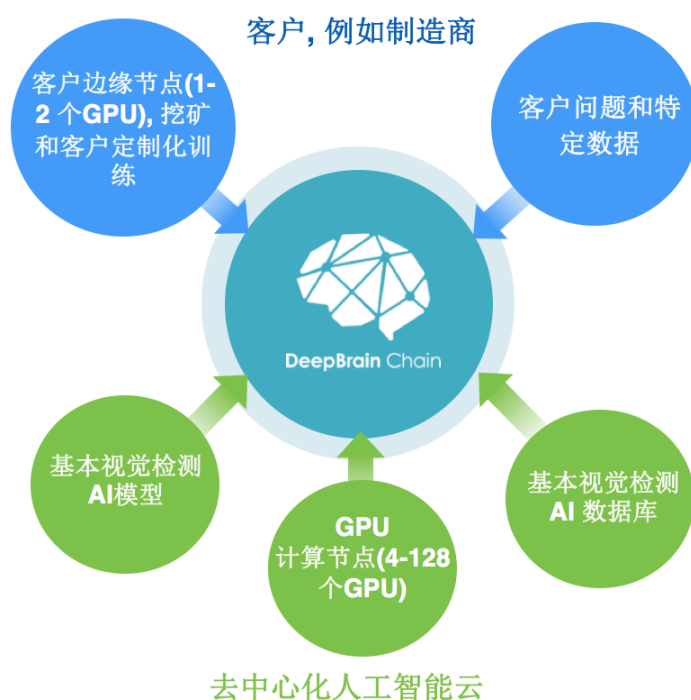 客户, 例如制造商
客户边缘节点(1-
2 个GPU), 挖矿
和客户定制化训
练
客户问题和特
定数据
DeepBrain Chain
基本视觉检测
AI模型
GPU
计算节点(4-128
个GPU)
基本视觉检测
AI 数据库
去中心化人工智能云